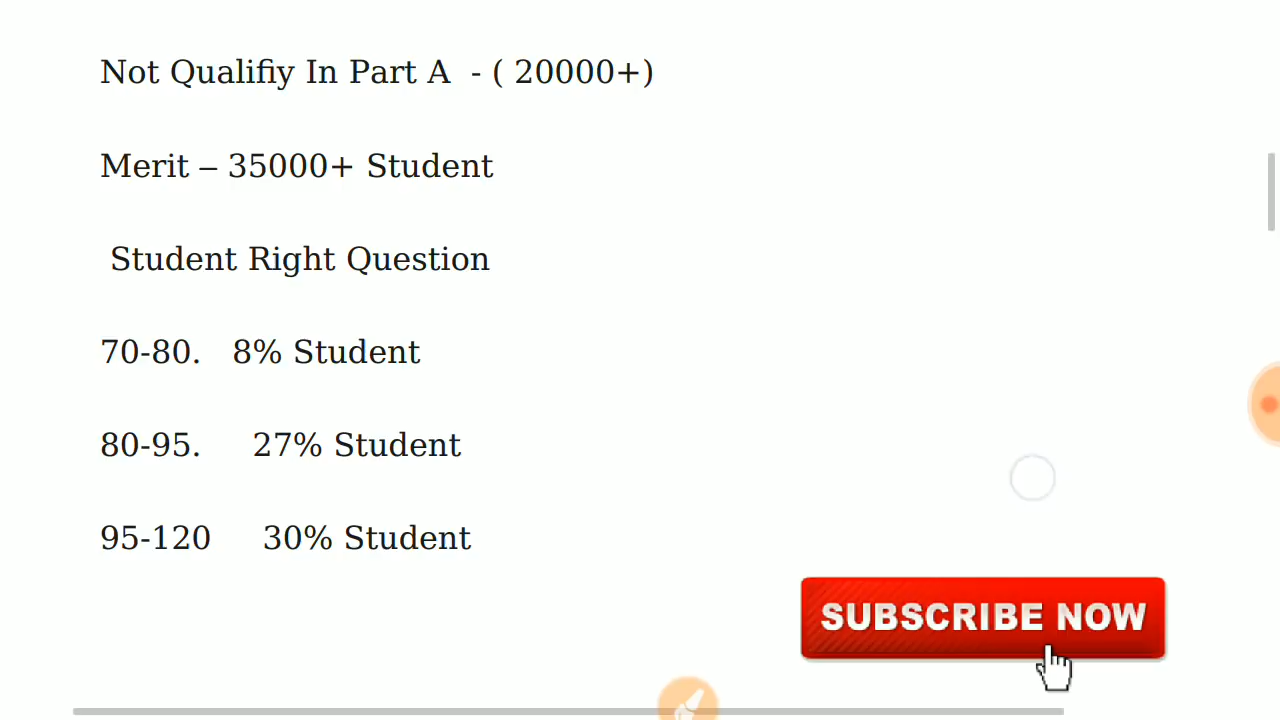 Not Qualifiy In Part A - ( 20000+)
Merit – 35000+ Student
Student Right Question
70-80. 8% Student
80-95. 27% Student
95-120 30% Student
SUBSCRIBE NOW